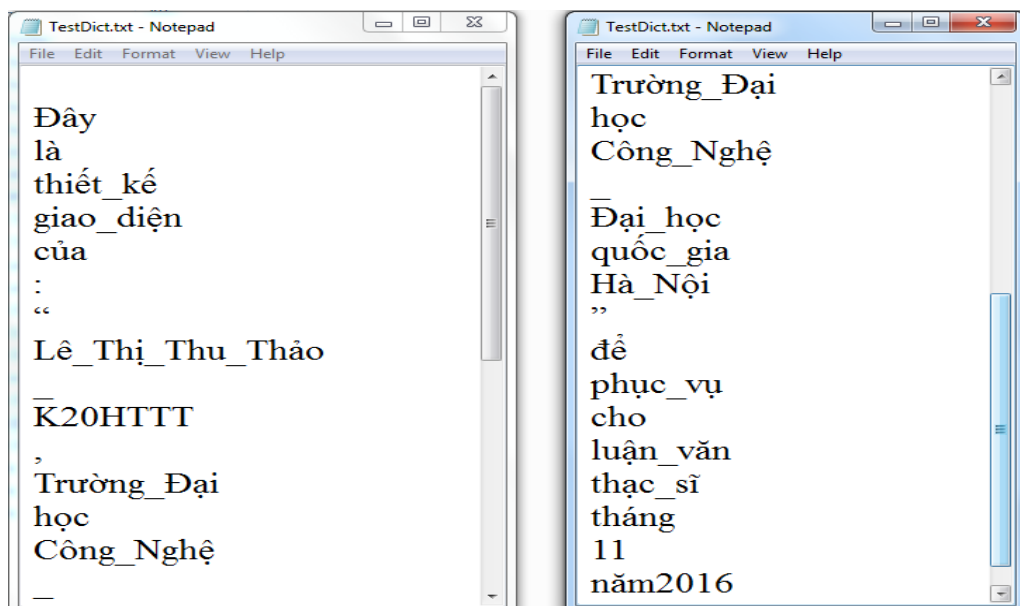 TestDict.txt - Notepad
File Edit Format View Help
Đây
là
thiết_kế
giao_diện
của
:
“
Lê_Thị_Thu_Thảo
_
K20HTTT
,
Trường_Đại
học
Công_Nghệ
_
TestDict.txt - Notepad
File Edit Format View Help
Trường_Đại
học
Công_Nghệ
_
Đại_học
quốc_gia
Hà_Nội
”
để
phục_vụ
cho
luận_văn
thạc_sĩ
tháng
11
năm2016